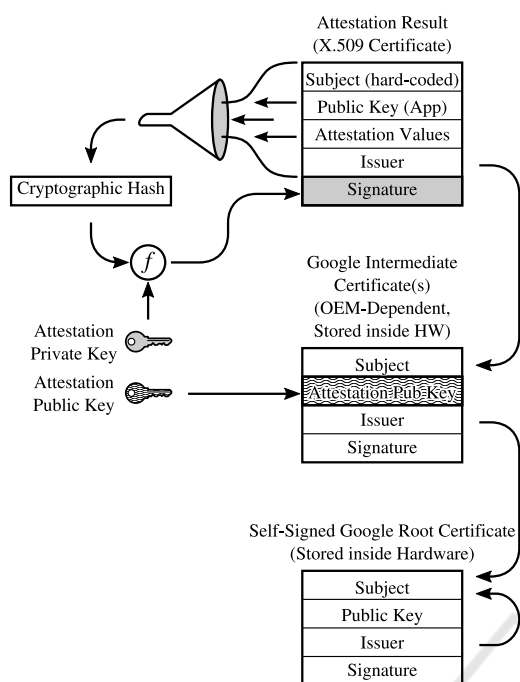 Attestation Result
(X.509 Certificate)
Subject (hard-coded)
Public Key (App)
Attestation Values
Issuer
Signature
Cryptographic Hash
f
Attestation
Private Key
Attestation
Public Key
Google Intermediate
Certificate(s)
(OEM-Dependent,
Stored inside HW)
Subject
Attestation Pub Key
Issuer
Signature
Self-Signed Google Root Certificate
(Stored inside Hardware)
Subject
Public Key
Issuer
Signature